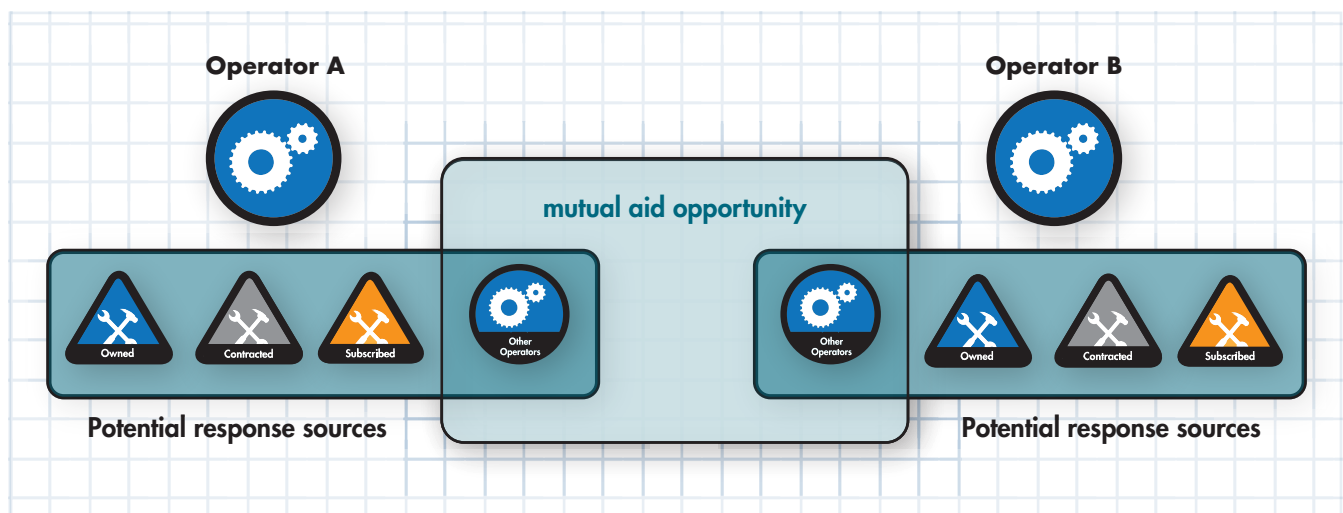 Operator A
Operator B
mutual aid opportunity
Owned
Contracted
Subscribed
Other
Operators
Other
Operators
Owned
Contracted
Subscribed
Potential response sources
Potential response sources